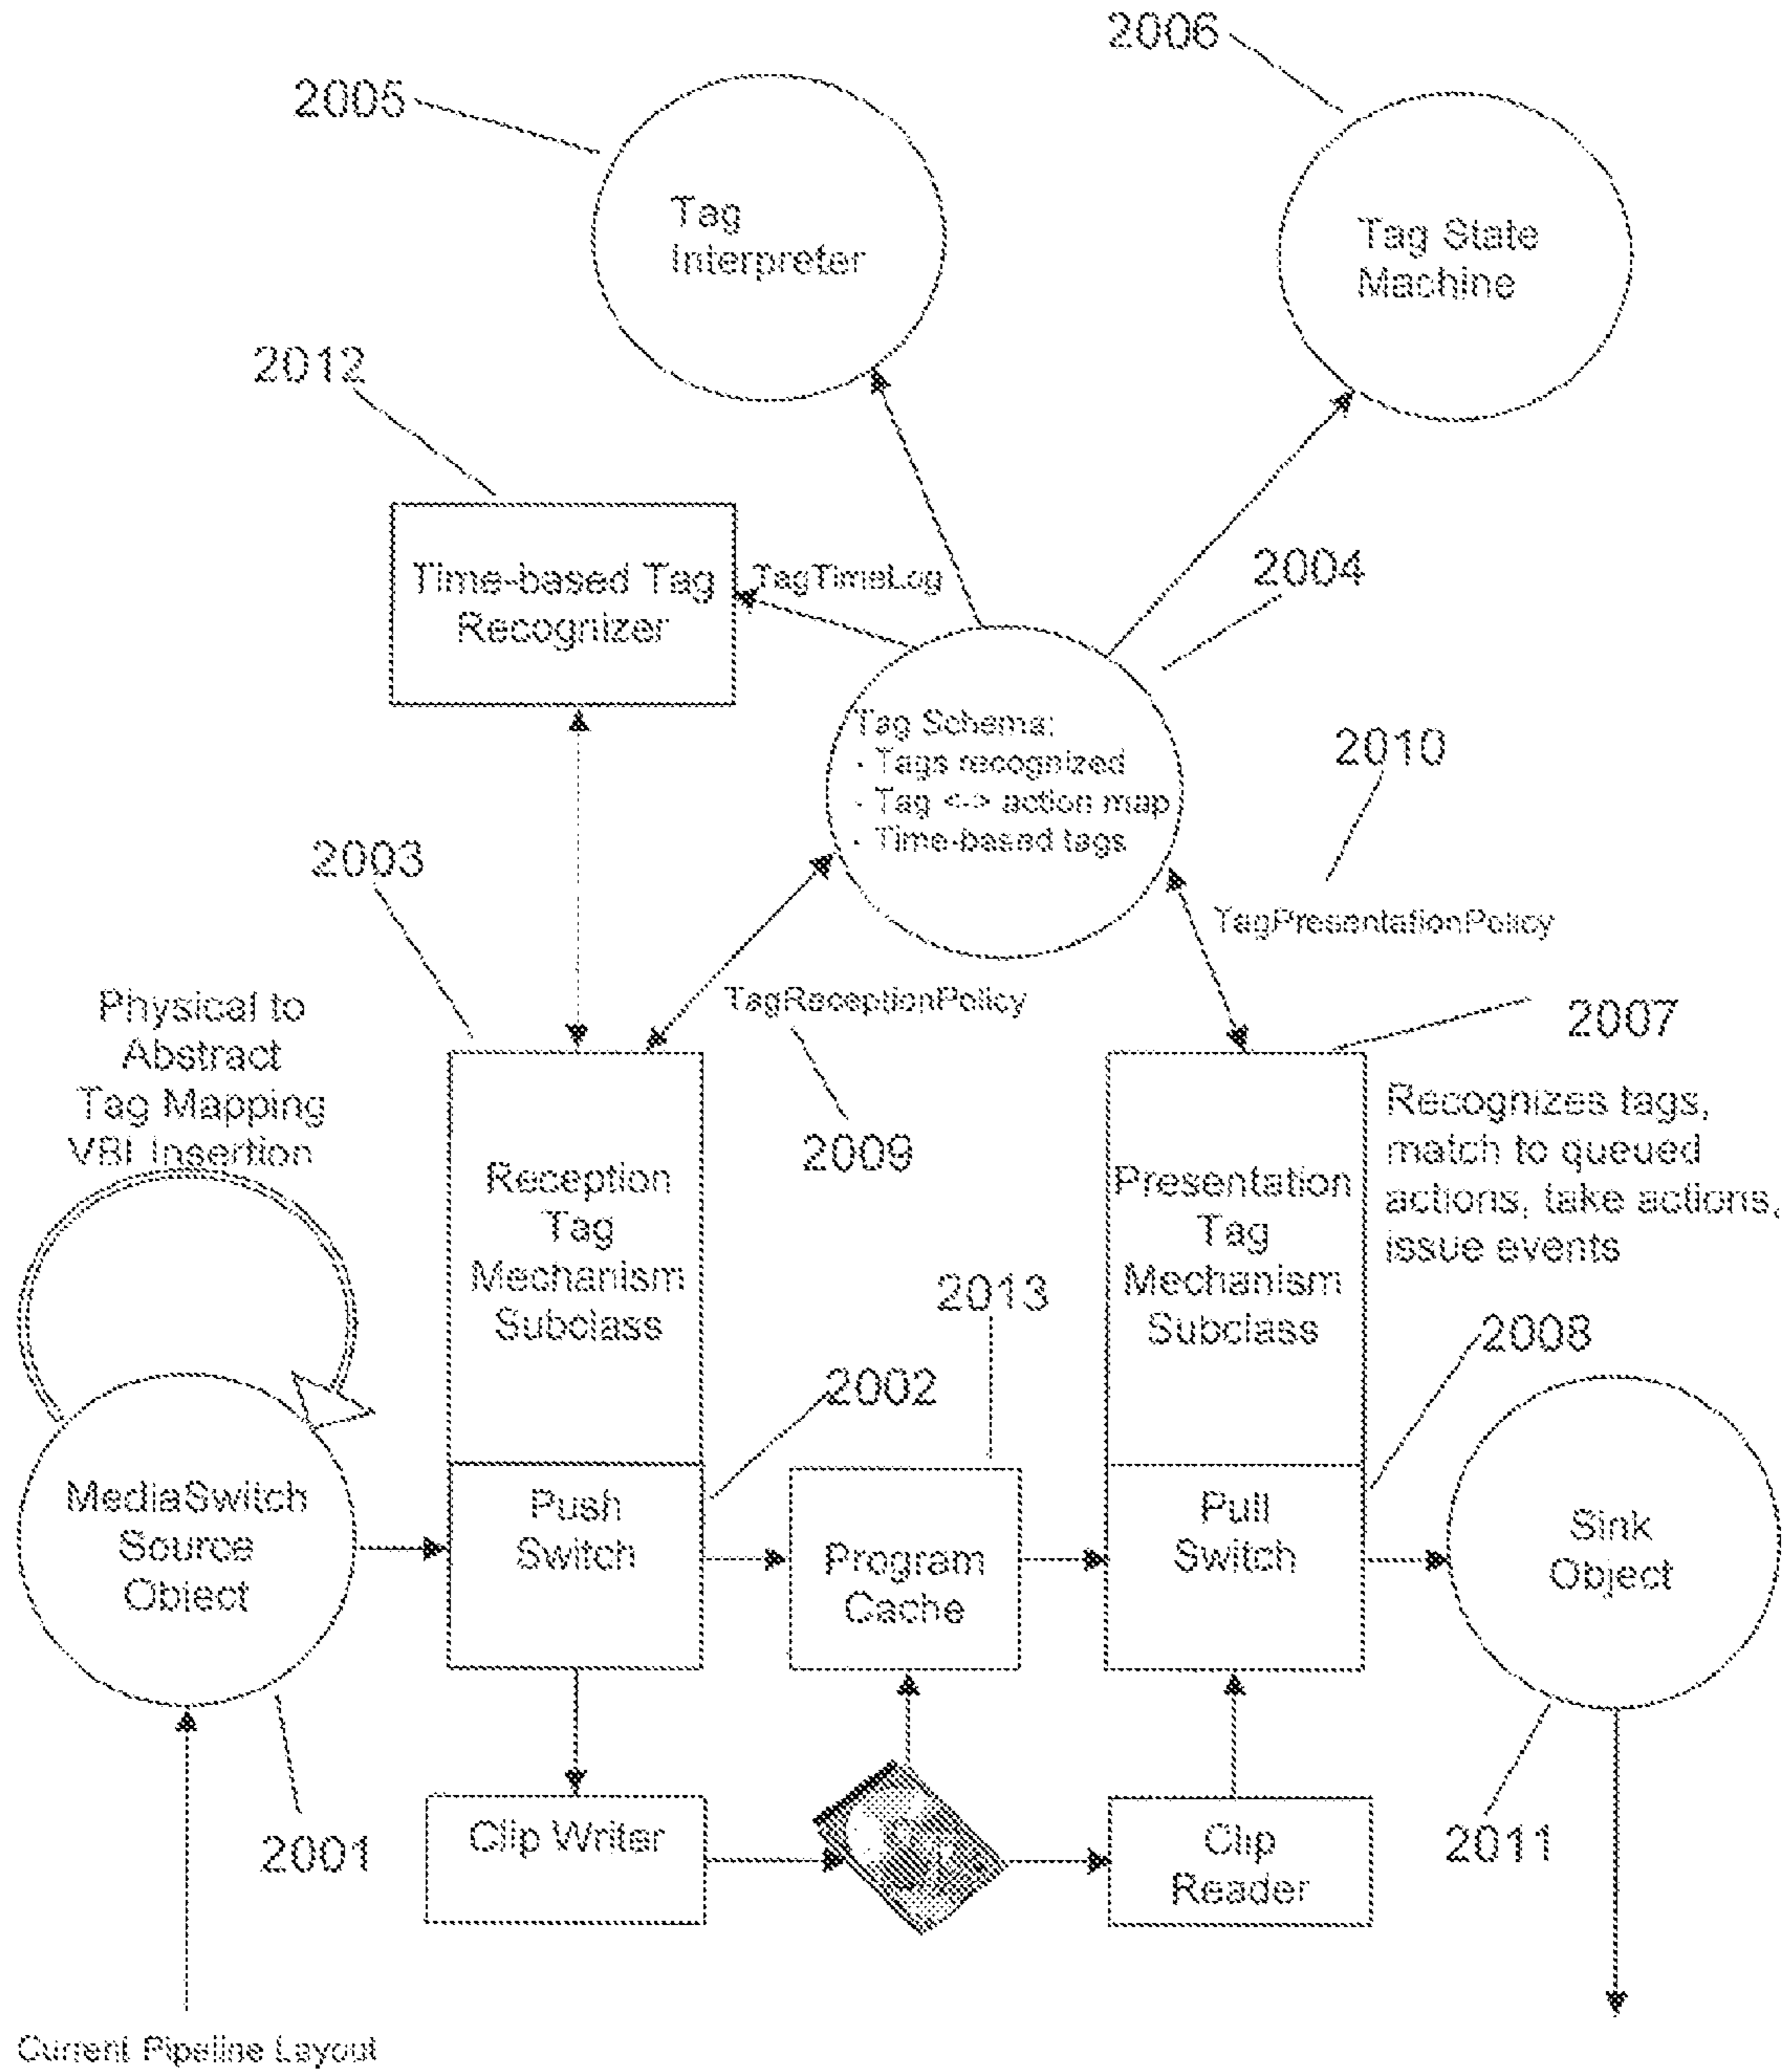 2006
2005
Tag
Interpreter
Tag State
Machine
2012
2004
Time-based Tag
Recognizer
TagTimeLog
Tag Schema:
- Tags recognized
- Tag <-> action map
- Time-based tags
2010
2003
TagPresentationPolicy
TagReceptionPolicy
Physical to
Abstract
Tag Mapping
VBI Insertion
2007
2009
Recognizes tags,
match to queued
actions, take actions,
issue events
Reception
Tag
Mechanism
Subclass
Presentation
Tag
Mechanism
Subclass
2013
2008
2002
MediaSwitch
Source
Object
Push
Switch
Program
Cache
Pull
Switch
Sink
Object
2001
Clip Writer
Clip
Reader
2011
Current Pipeline Layout